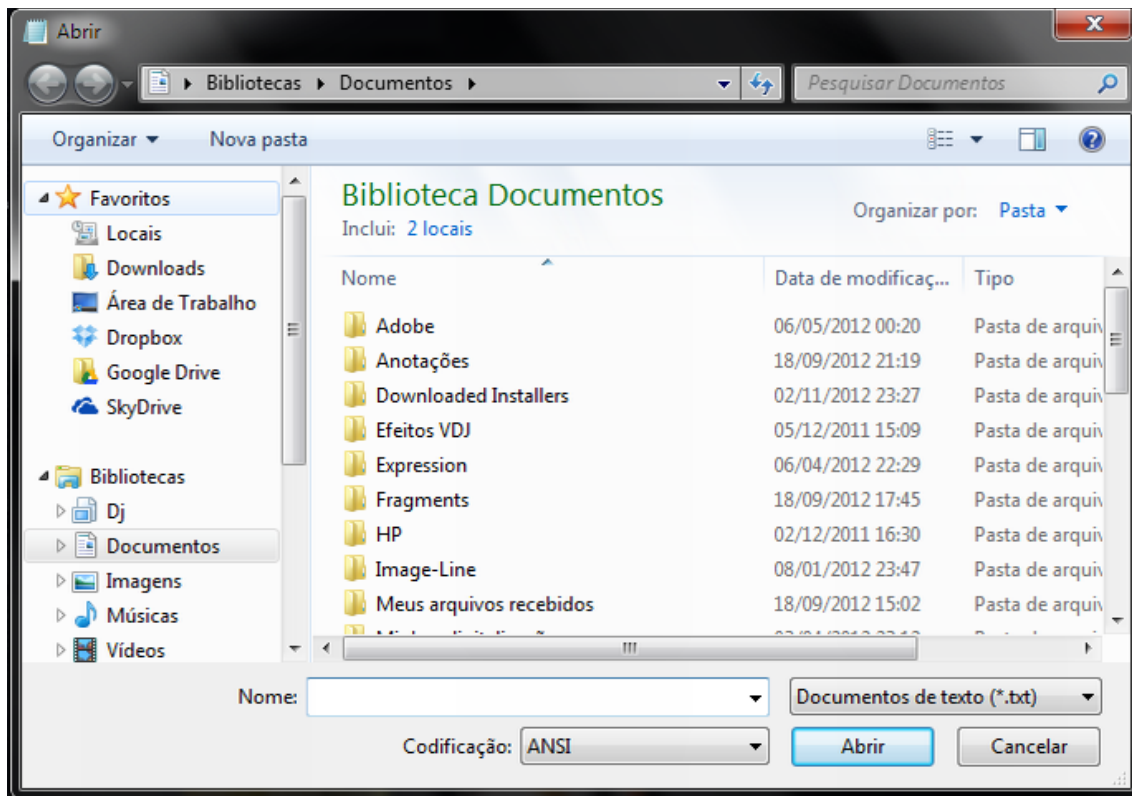 Abrir
Bibliotecas Documentos
Pesquisar Documentos
Organizar Nova pasta
Favoritos
Locais
Downloads
Área de Trabalho
Dropbox
Google Drive
SkyDrive
Bibliotecas
Dj
Documentos
Imagens
Músicas
Vídeos
Biblioteca Documentos
Inclui: 2 locais
Organizar por: Pasta
Nome Data de modificaç... Tipo
Adobe 06/05/2012 00:20 Pasta de arquiv
Anotações 18/09/2012 21:19 Pasta de arquiv
Downloaded Installers 02/11/2012 23:27 Pasta de arquiv
Efeitos VDJ 05/12/2011 15:09 Pasta de arquiv
Expression 06/04/2012 22:29 Pasta de arquiv
Fragments 18/09/2012 17:45 Pasta de arquiv
HP 02/12/2011 16:30 Pasta de arquiv
Image-Line 08/01/2012 23:47 Pasta de arquiv
Meus arquivos recebidos 18/09/2012 15:02 Pasta de arquiv
Nome: Documentos de texto (*.txt)
Codificação: ANSI Abrir Cancelar